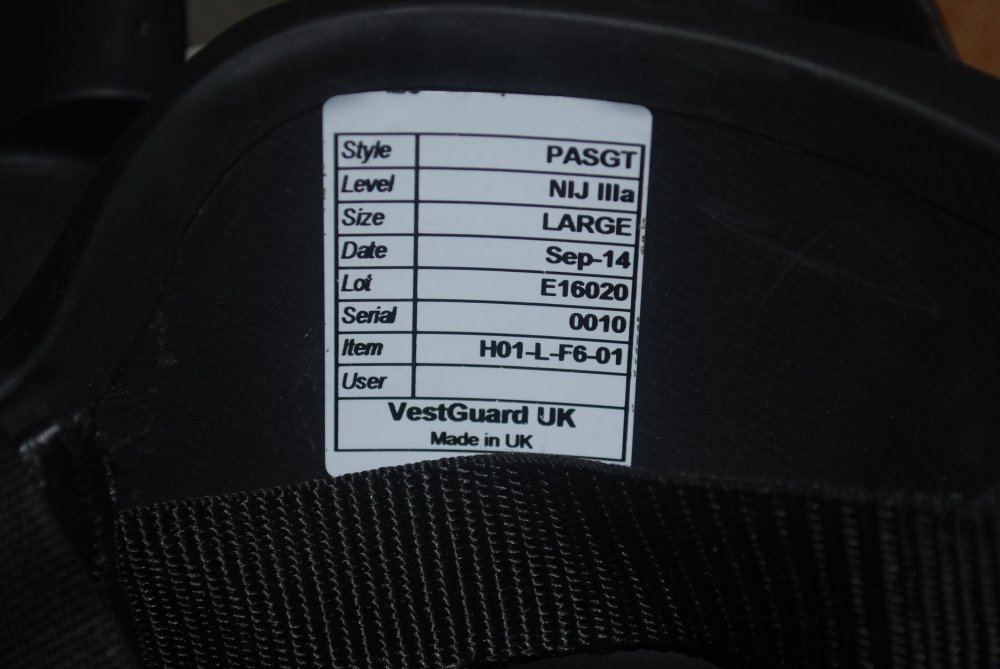 Style PASGT
Level NIJ IIIa
Size LARGE
Date Sep-14
Lot E16020
Serial 0010
Item H01-L-F6-01
User
VestGuard UK
Made in UK